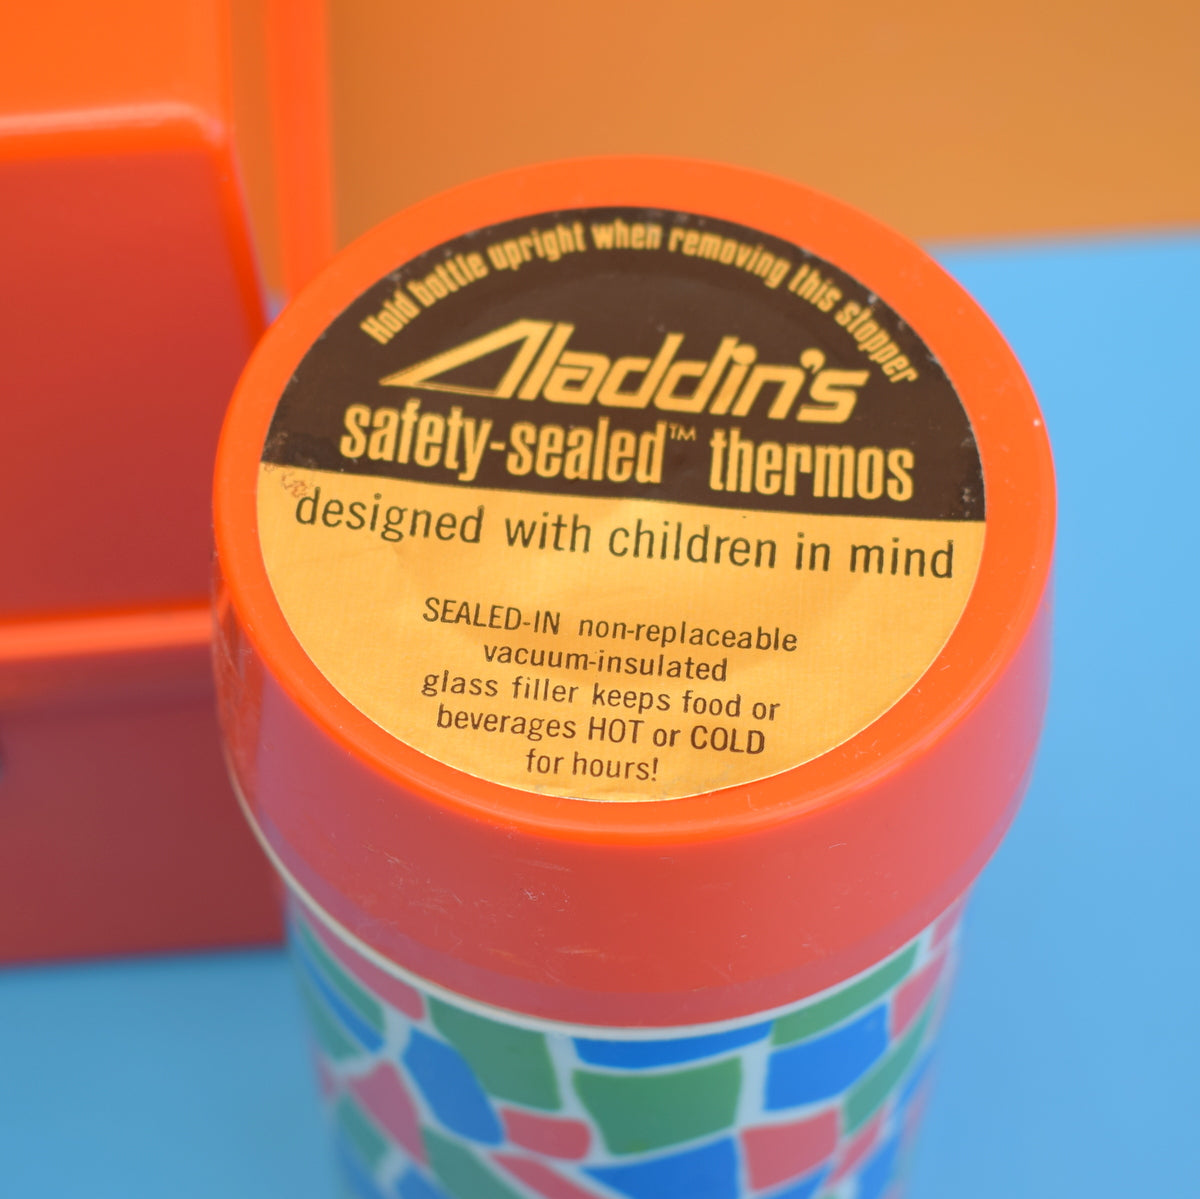 Hold bottle upright when removing this stopper
Aladdin's
safety-sealed™ thermos
designed with children in mind
SEALED-IN non-replaceable
vacuum-insulated
glass filler keeps food or
beverages HOT or COLD
for hours!